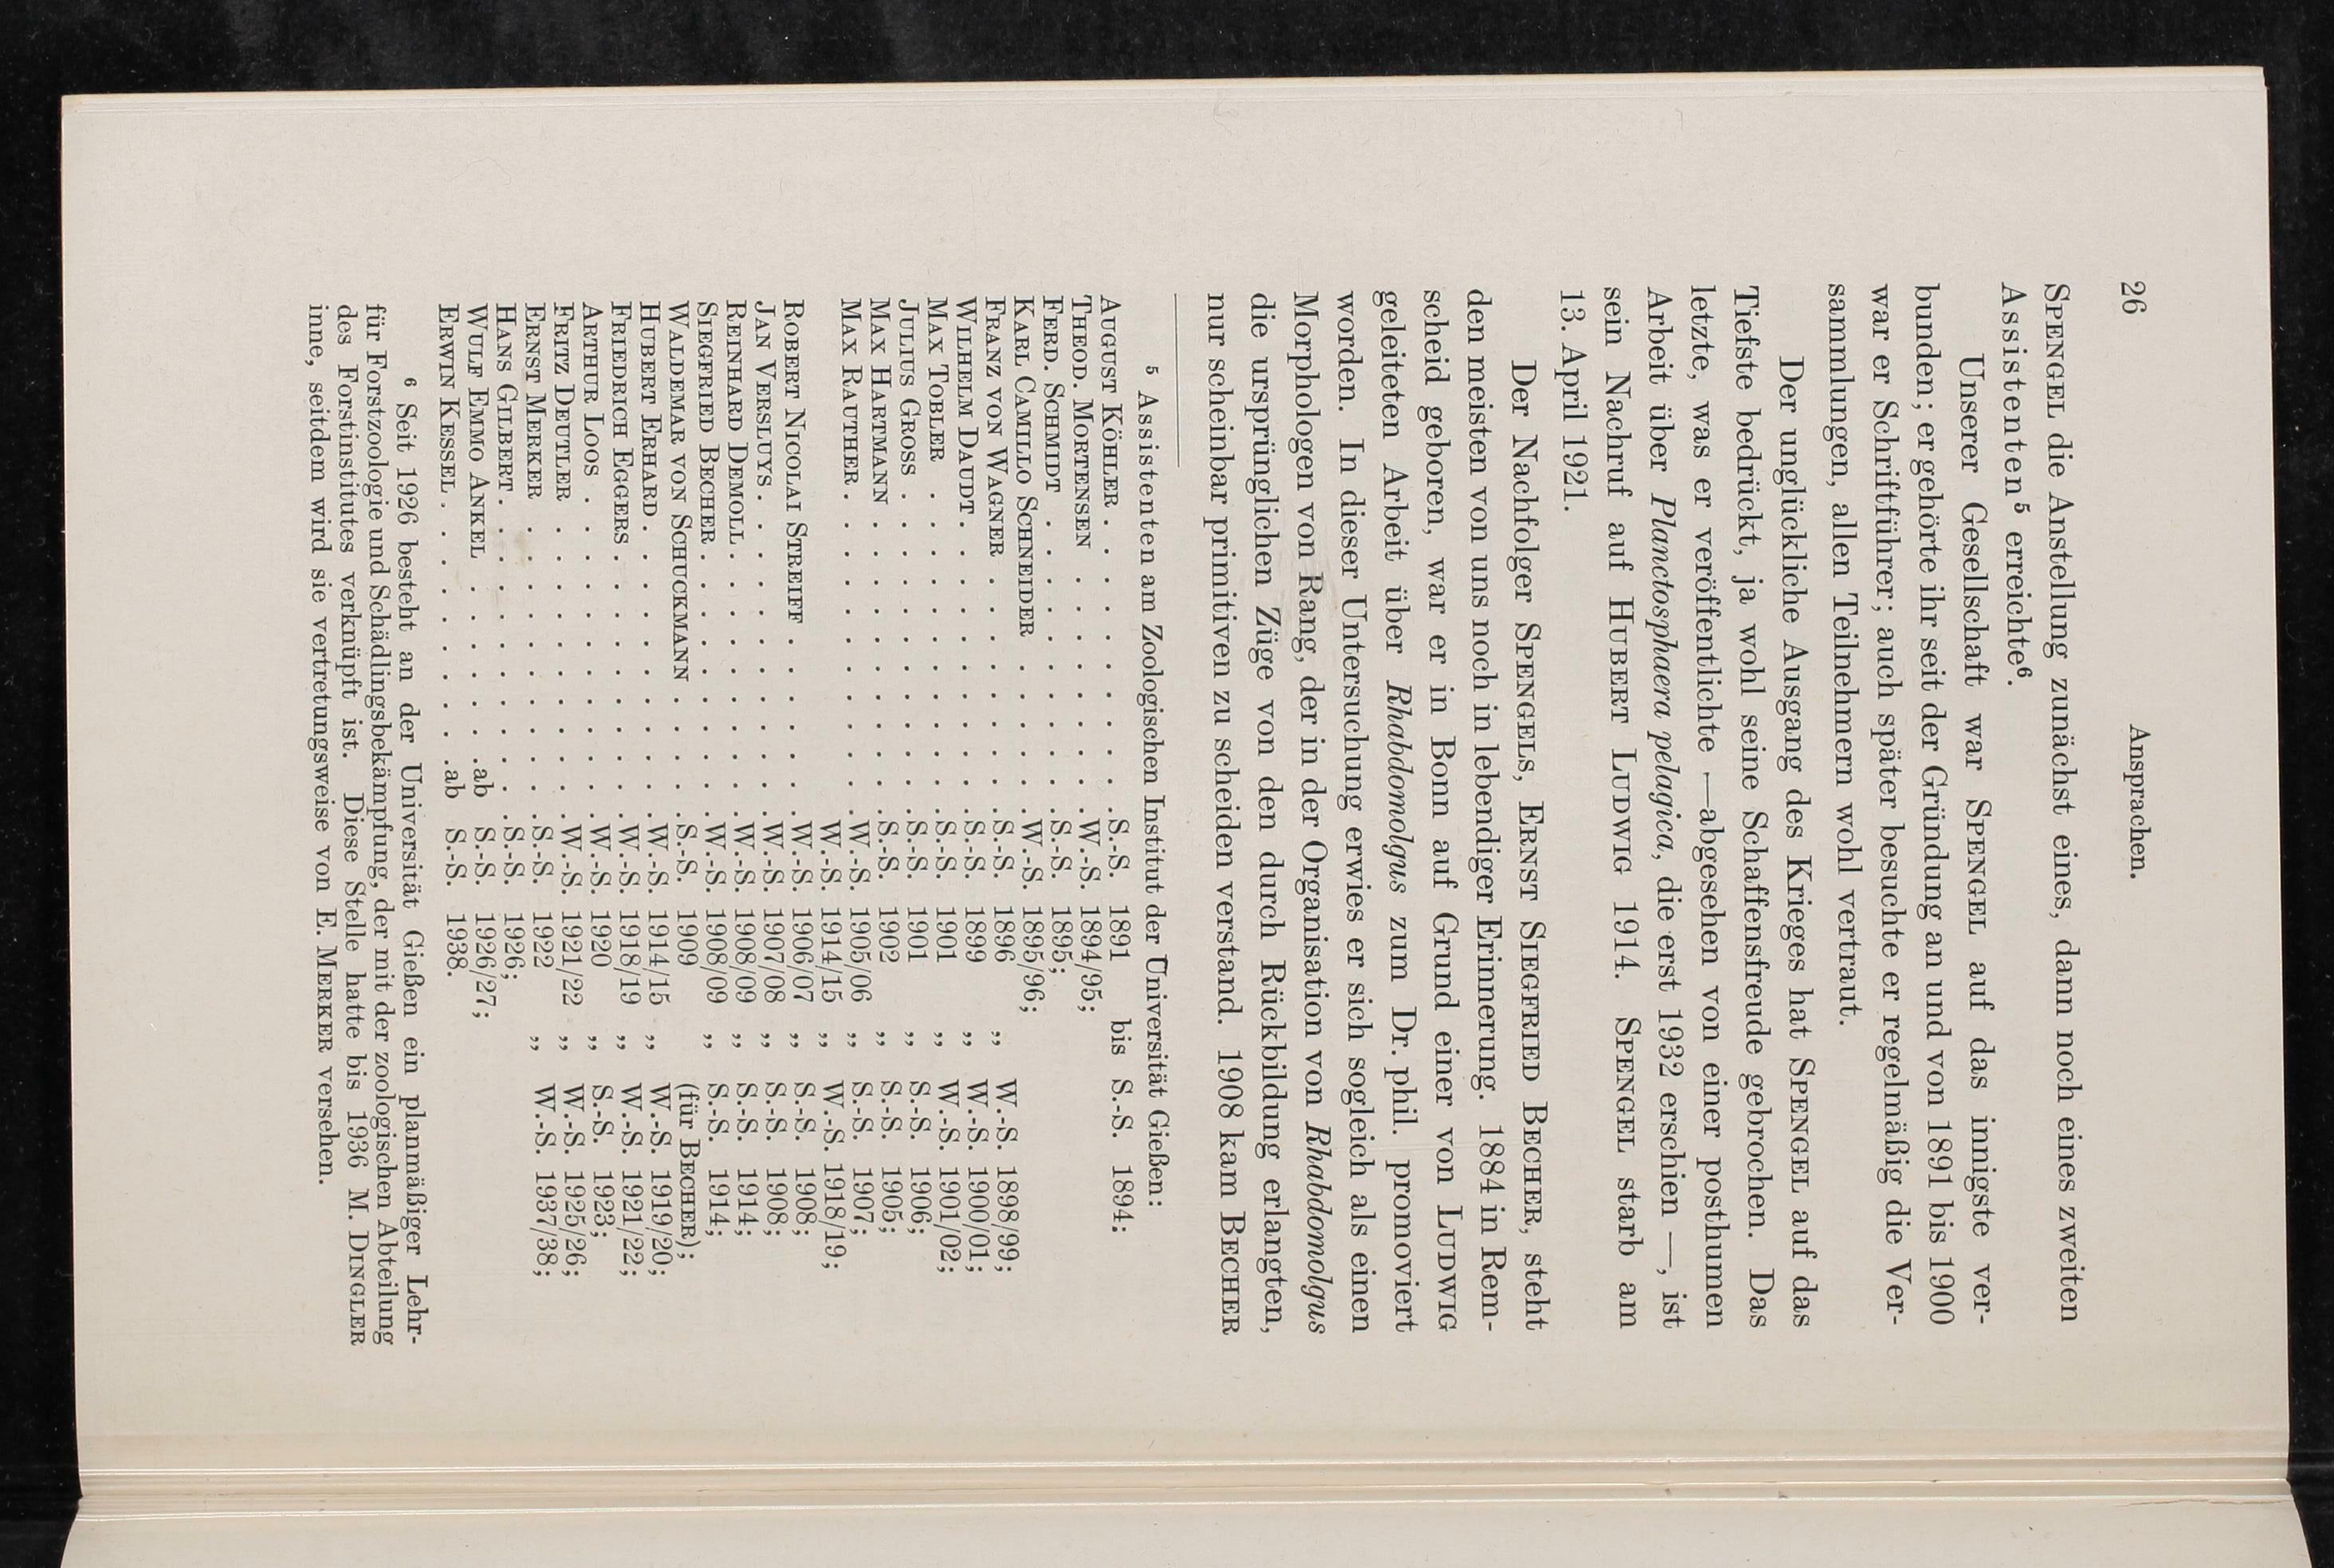 26
Ansprachen.
SPENGEL die Anstellung zunächst eines, dann noch eines zweiten
Assistenten⁵ erreichte⁶.
Unserer Gesellschaft war SPENGEL auf das innigste ver-
bunden; er gehörte ihr seit der Gründung an und von 1891 bis 1900
war er Schriftführer; auch später besuchte er regelmäßig die Ver-
sammlungen, allen Teilnehmern wohl vertraut.
Der unglückliche Ausgang des Krieges hat SPENGEL auf das
Tiefste bedrückt, ja wohl seine Schaffensfreude gebrochen. Das
letzte, was er veröffentlichte —abgesehen von einer posthumen
Arbeit über Planctosphaera pelagica, die erst 1932 erschien —, ist
sein Nachruf auf HUBERT LUDWIG 1914. SPENGEL starb am
13. April 1921.
Der Nachfolger SPENGELS, ERNST SIEGFRIED BECHER, steht
den meisten von uns noch in lebendiger Erinnerung. 1884 in Rem-
scheid geboren, war er in Bonn auf Grund einer von LUDWIG
geleiteten Arbeit über Rhabdomolgus zum Dr. phil. promoviert
worden. In dieser Untersuchung erwies er sich sogleich als einen
Morphologen von Rang, der in der Organisation von Rhabdomolgus
die ursprünglichen Züge von den durch Rückbildung erlangten,
nur scheinbar primitiven zu scheiden verstand. 1908 kam BECHER
⁵ Assistenten am Zoologischen Institut der Universität Gießen:
AUGUST KÖHLER . . . . . . . . . . .S.-S. 1891 bis S.-S. 1894;
THEOD. MORTENSEN . . . . . . . . . .W.-S. 1894/95;
FERD. SCHMIDT . . . . . . . . . . .S.-S. 1895;
KARL CAMILLO SCHNEIDER . . . . . . .W.-S. 1895/96;
FRANZ VON WAGNER . . . . . . . . . .S.-S. 1896 „ W.-S. 1898/99;
WILHELM DAUDT . . . . . . . . . . .S.-S. 1899 „ W.-S. 1900/01;
MAX TOBLER . . . . . . . . . . . .S.-S. 1901 „ W.-S. 1901/02;
JULIUS GROSS . . . . . . . . . . . .S.-S. 1901 „ S.-S. 1906;
MAX HARTMANN . . . . . . . . . . .S.-S. 1902 „ S.-S. 1905;
MAX RAUTHER . . . . . . . . . . . .W.-S. 1905/06 „ S.-S. 1907;
W.-S. 1914/15 „ W.-S. 1918/19;
ROBERT NICOLAI STREIFF . . . . . . .W.-S. 1906/07 „ S.-S. 1908;
JAN VERSLUYS . . . . . . . . . . . .W.-S. 1907/08 „ S.-S. 1908;
REINHARD DEMOLL . . . . . . . . . .W.-S. 1908/09 „ S.-S. 1914;
SIEGFRIED BECHER . . . . . . . . . .W.-S. 1908/09 „ S.-S. 1914;
WALDEMAR VON SCHUCKMANN . . . . . .S.-S. 1909 (für BECHER);
HUBERT ERHARD . . . . . . . . . . .W.-S. 1914/15 „ W.-S. 1919/20;
FRIEDRICH EGGERS . . . . . . . . . .W.-S. 1918/19 „ W.-S. 1921/22;
ARTHUR LOOS . . . . . . . . . . . .W.-S. 1920 „ S.-S. 1923;
FRITZ DEUTLER . . . . . . . . . . .W.-S. 1921/22 „ W.-S. 1925/26;
ERNST MERKER . . . . . . . . . . .S.-S. 1922 „ W.-S. 1937/38;
HANS GILBERT . . . . . . . . . . . .S.-S. 1926;
WULF EMMO ANKEL . . . . . . . .ab S.-S. 1926/27;
ERWIN KESSEL . . . . . . . . . .ab S.-S. 1938.
⁶ Seit 1926 besteht an der Universität Gießen ein planmäßiger Lehr-
für Forstzoologie und Schädlingsbekämpfung, der mit der zoologischen Abteilung
des Forstinstitutes verknüpft ist. Diese Stelle hatte bis 1936 M. DINGLER
inne, seitdem wird sie vertretungsweise von E. MERKER versehen.